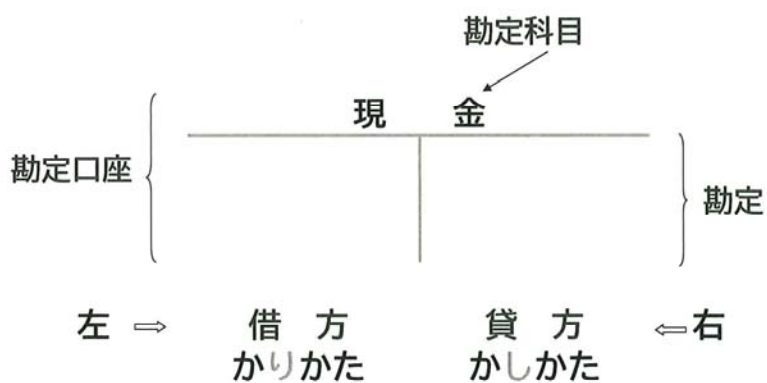 勘定科目
現 金
勘定口座
勘定
左 ⇨ 借 方 貸 方 ⇦ 右
かりかた かしかた